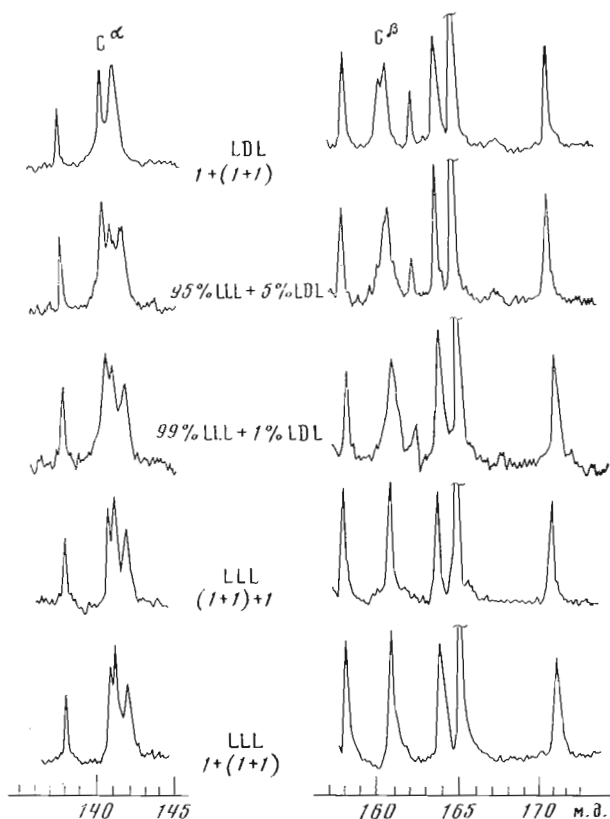 C α
C β
LDL
1+(1+1)
95% LLL + 5% LDL
99% LLL + 1% LDL
LLL
(1+1)+1
LLL
1+(1+1)
140 145 160 165 170 м.д.